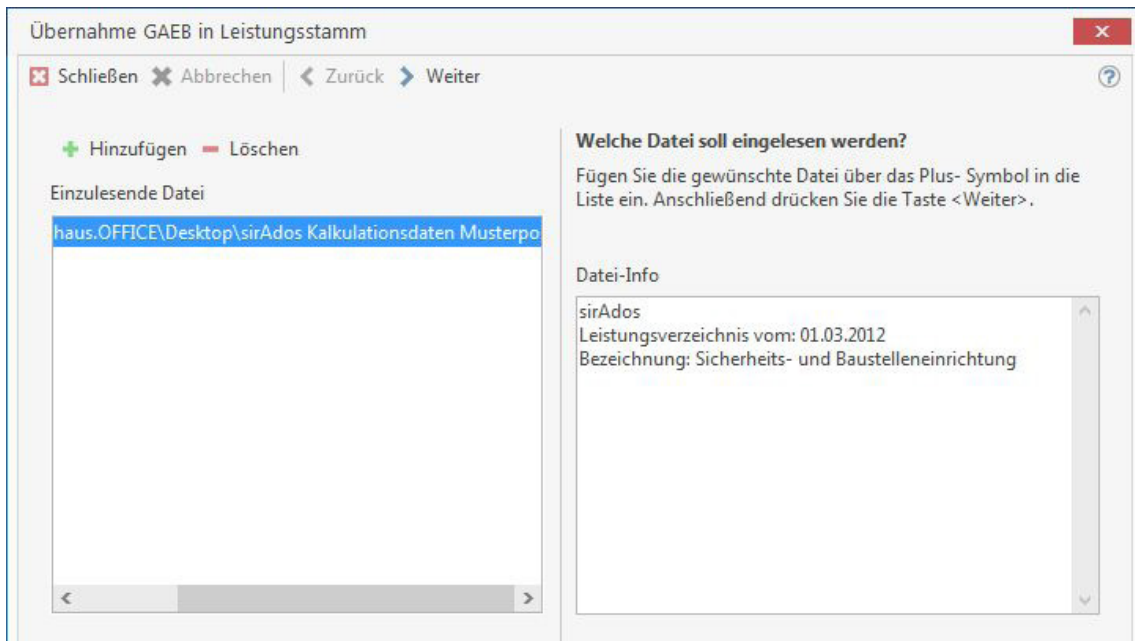 Übernahme GAEB in Leistungsstamm
Schließen Abbrechen Zurück Weiter
Hinzufügen Löschen
Einzulesende Datei
haus.OFFICE\Desktop\sirAdos Kalkulationsdaten Musterpo
Welche Datei soll eingelesen werden?
Fügen Sie die gewünschte Datei über das Plus- Symbol in die
Liste ein. Anschließend drücken Sie die Taste <Weiter>.
Datei-Info
sirAdos
Leistungsverzeichnis vom: 01.03.2012
Bezeichnung: Sicherheits- und Baustelleneinrichtung